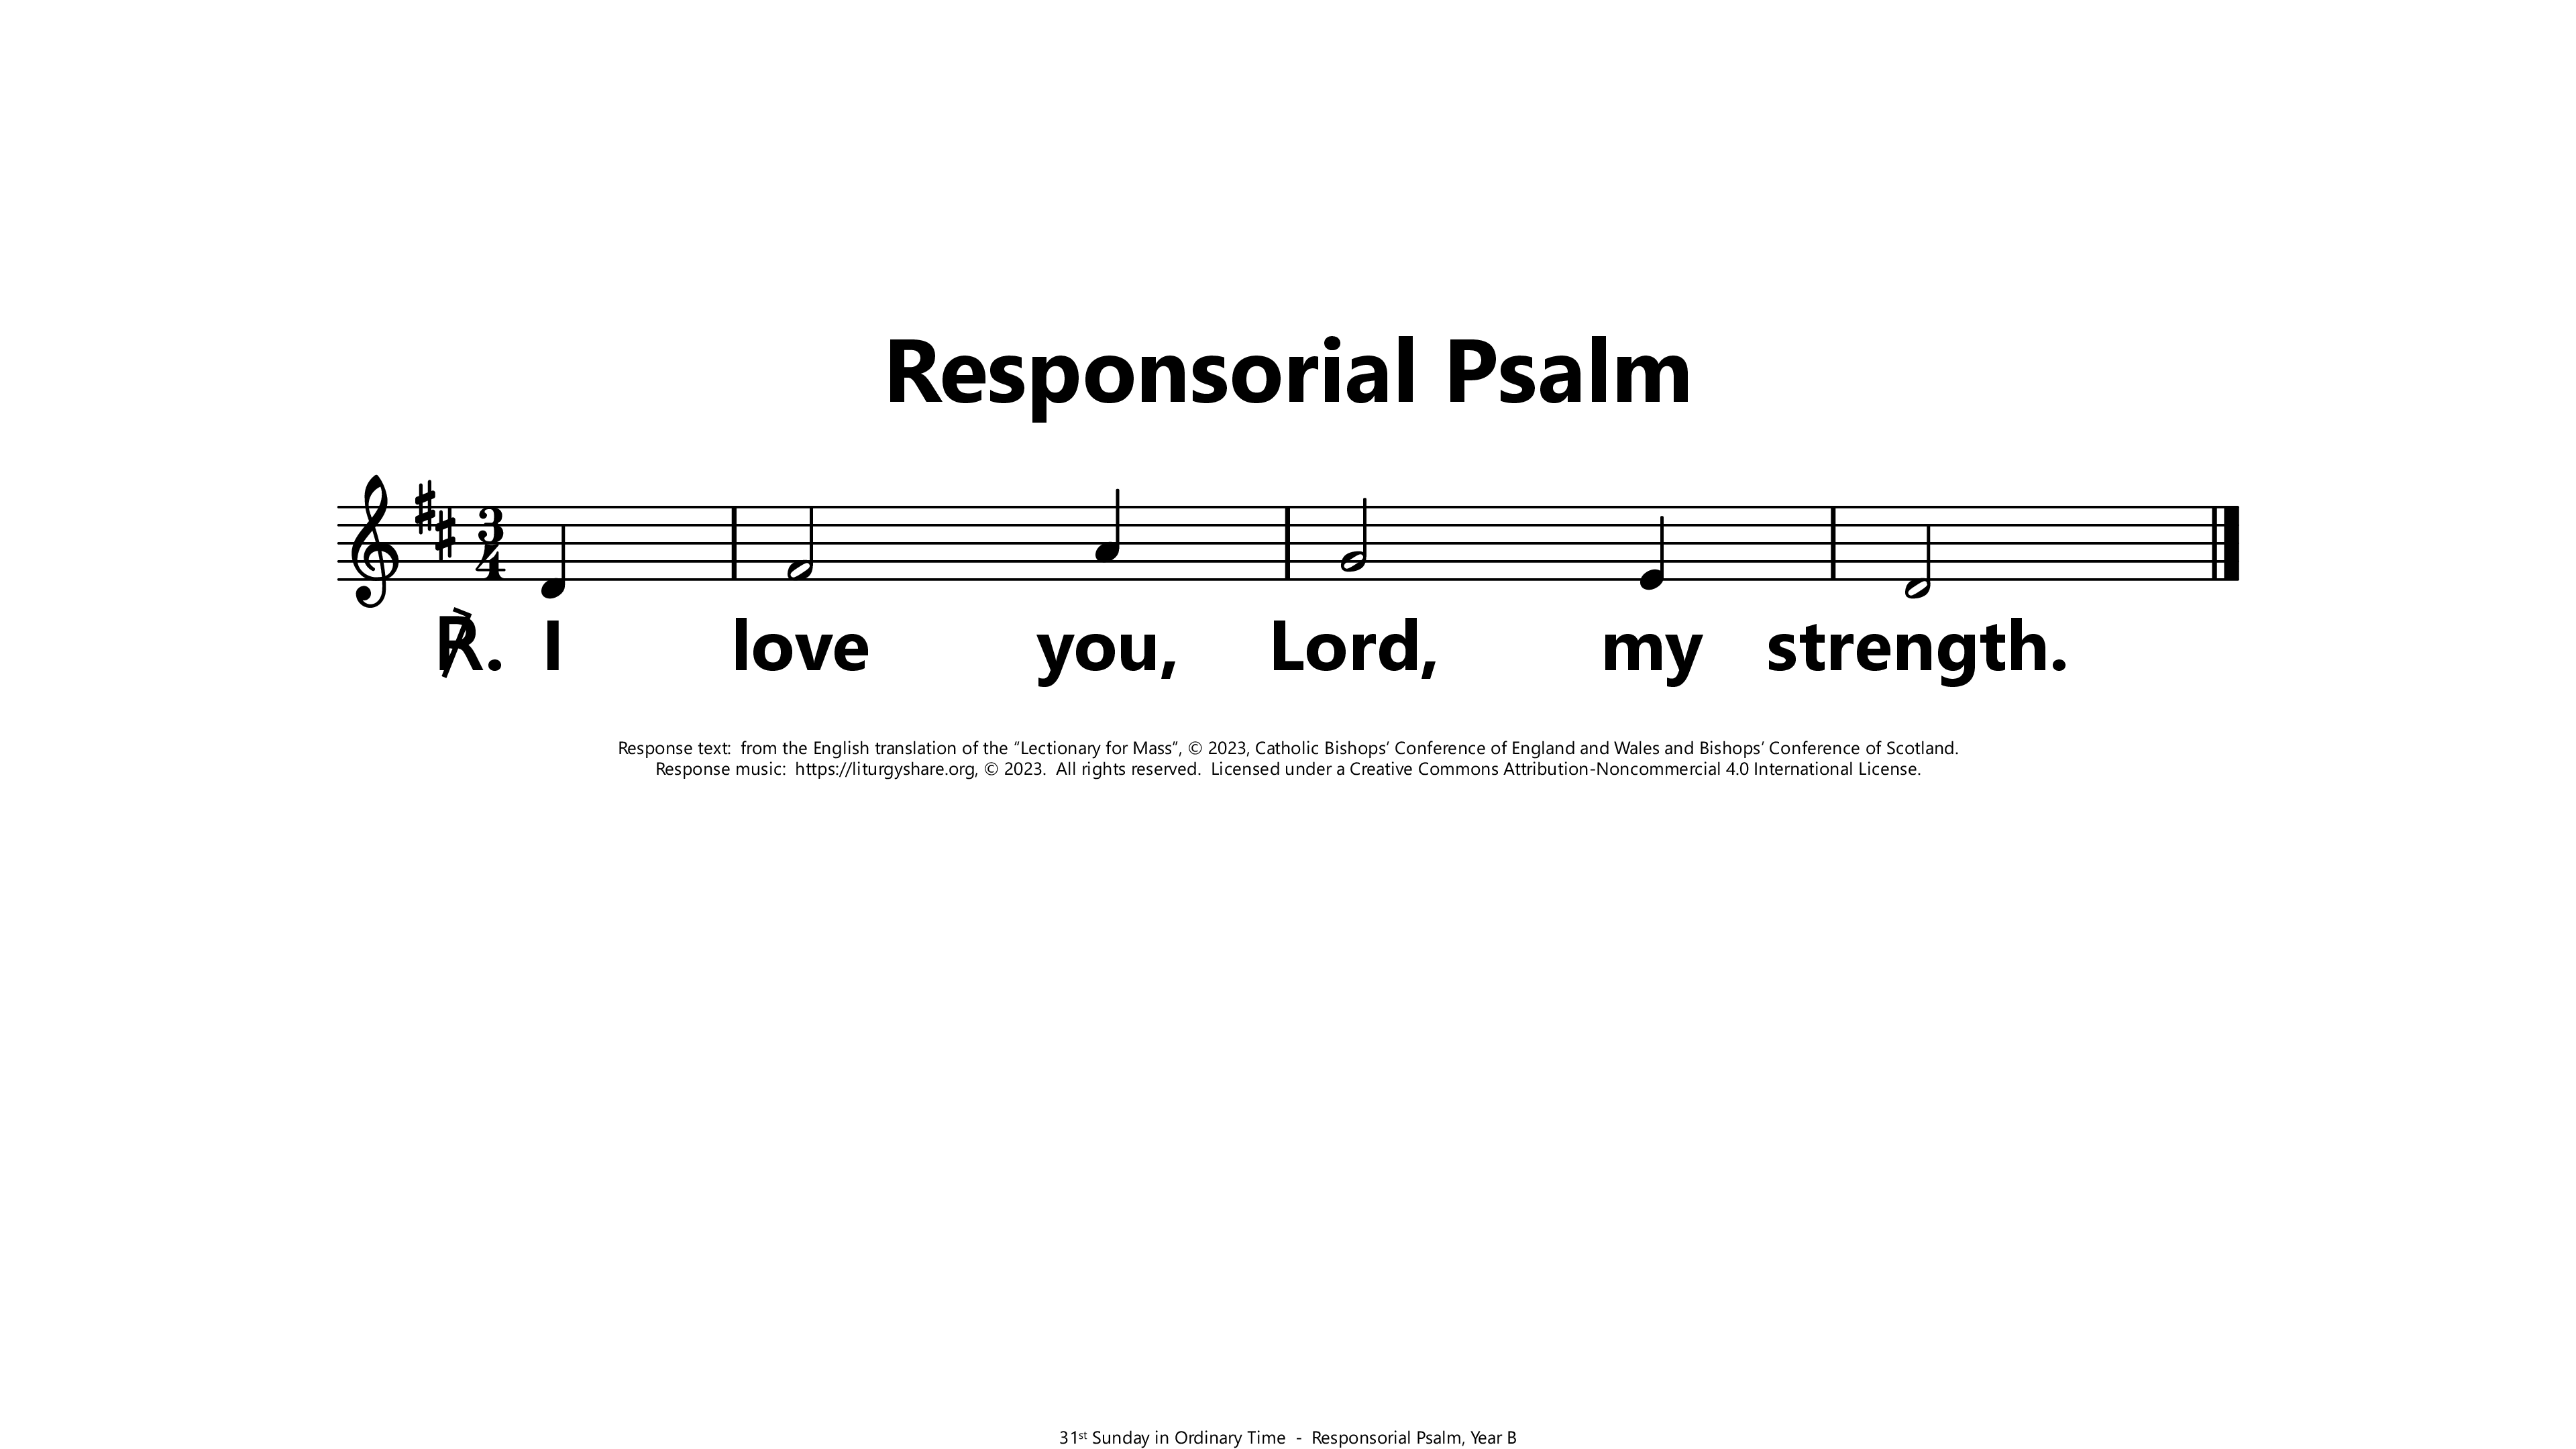 Responsorial Psalm
3
4
℟. I love you, Lord, my strength.
Response text:  from the English translation of the “Lectionary for Mass”, © 2023, Catholic Bishops’ Conference of England and Wales and Bishops’ Conference of Scotland.
Response music:  https://liturgyshare.org, © 2023.  All rights reserved.  Licensed under a Creative Commons Attribution-Noncommercial 4.0 International License.
31st Sunday in Ordinary Time  -  Responsorial Psalm, Year B